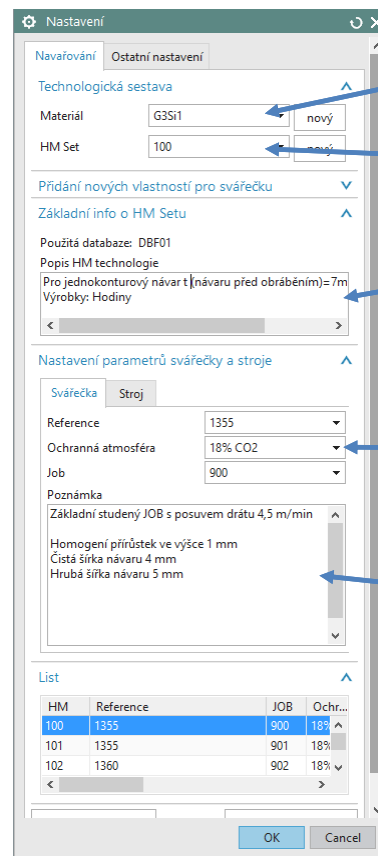 Nastavení
Navařování Ostatní nastavení
Technologická sestava
Materiál G3Si1 nový
HM Set 100 nový
Přidání nových vlastností pro svářečku
Základní info o HM Setu
Použitá databaze: DBF01
Popis HM technologie
Pro jednokonturový návar t (návaru před obráběním)=7m
Výrobky: Hodiny
Nastavení parametrů svářečky a stroje
Svářečka Stroj
Reference 1355
Ochranná atmosféra 18% CO2
Job 900
Poznámka
Základní studený JOB s posuvem drátu 4,5 m/min
Homogení přírůstek ve výšce 1 mm
Čistá šírka návaru 4 mm
Hrubá šířka návaru 5 mm
List
HM Reference JOB Ochr...
100 1355 900 18%
101 1355 901 18%
102 1360 902 18%
OK Cancel